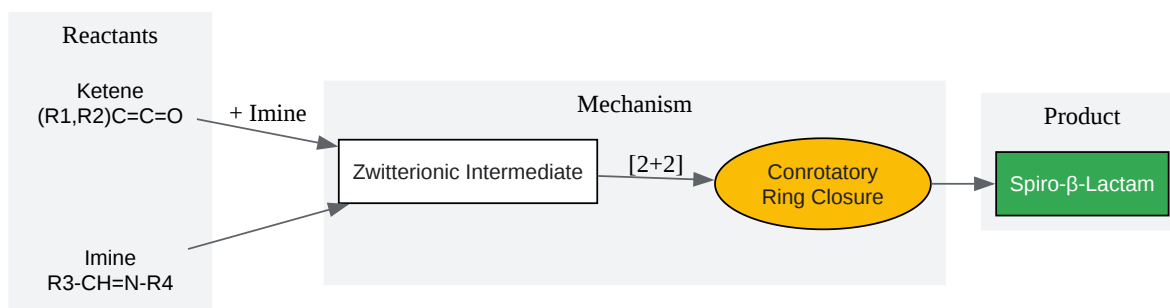 Reactants
Ketene
(R1,R2)C=C=O
+ Imine
Imine
R3-CH=N-R4
Mechanism
Zwitterionic Intermediate
[2+2]
Conrotatory
Ring Closure
Product
Spiro-β-Lactam